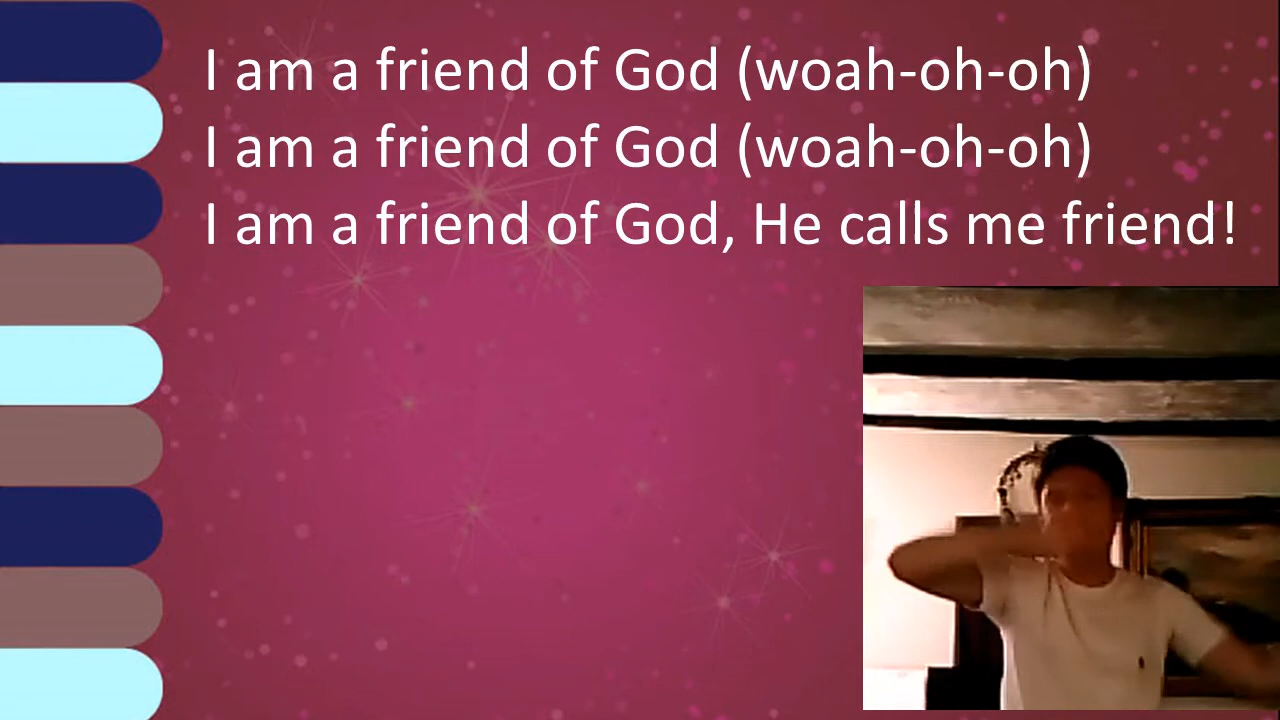 I am a friend of God (woah-oh-oh)
I am a friend of God (woah-oh-oh)
I am a friend of God, He calls me friend!